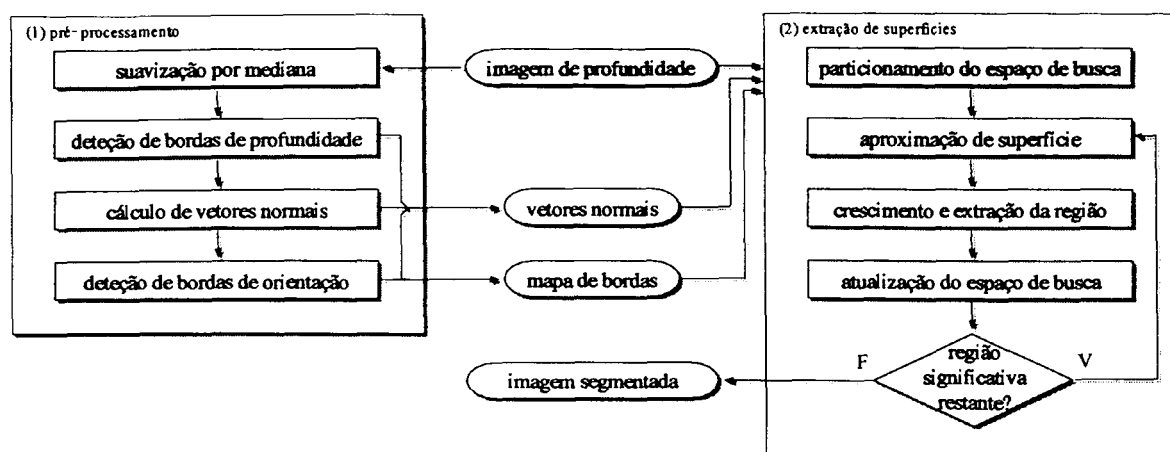 (1) pré-processamento
suavização por mediana
deteção de bordas de profundidade
cálculo de vetores normais
deteção de bordas de orientação
imagem de profundidade
vetores normais
mapa de bordas
imagem segmentada
(2) extração de superfícies
particionamento do espaço de busca
aproximação de superfície
crescimento e extração da região
atualização do espaço de busca
F
região
significativa
restante?
V